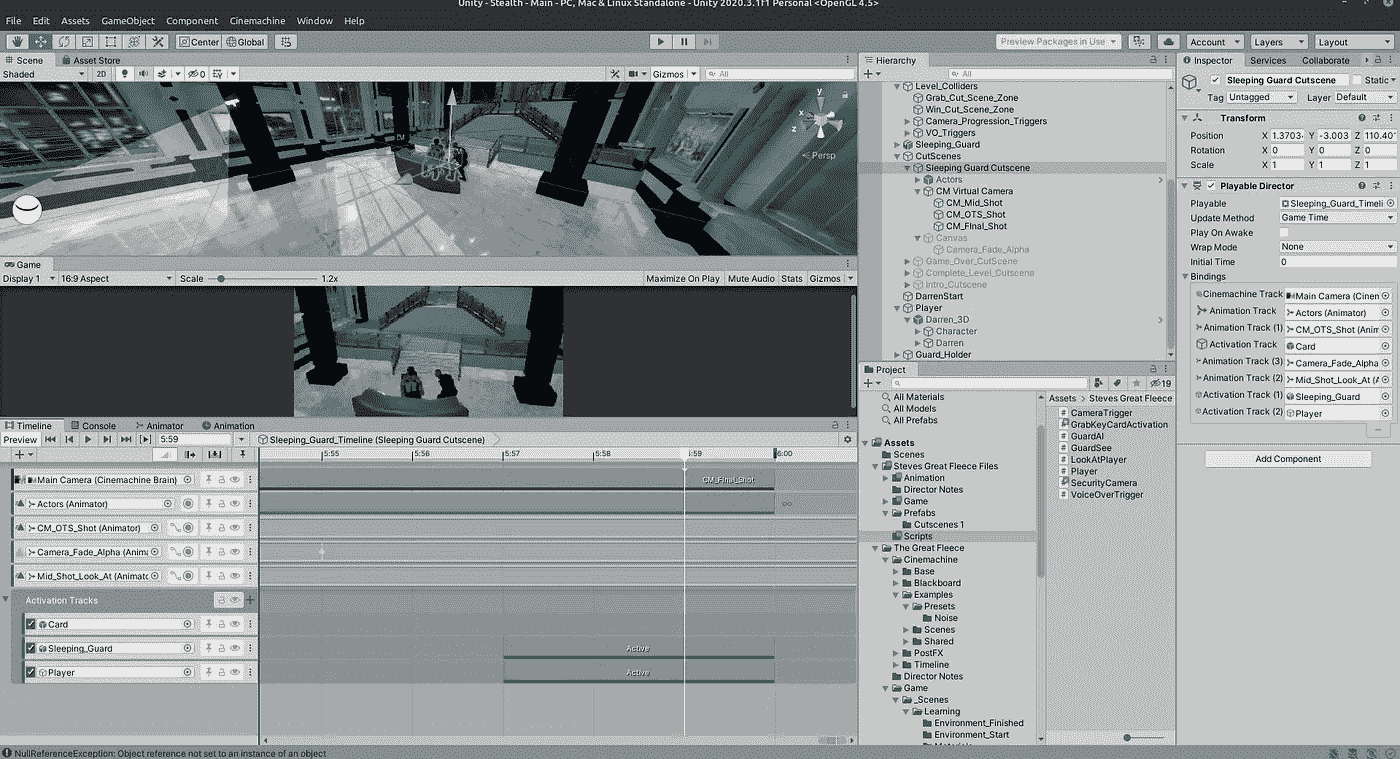 Unity - Stealth - Main - PC, Mac & Linux Standalone - Unity 2020.3.1f1 Personal <OpenGL 4.5>
File Edit Assets GameObject Component Cinemachine Window Help
Center Global Preview Packages in Use Account Layers Layout
Scene Asset Store
Shaded 2D 0 Gizmos All
y
x
z
< Persp
Game
Display 1 16:9 Aspect Scale 1.2x Maximize On Play Mute Audio Stats Gizmos
Timeline Console Animator Animation
Preview 5:59 Sleeping_Guard_Timeline (Sleeping Guard Cutscene)
5:55 5:56 5:57 5:58 5:59 6:00
Main Camera (Cinemachine Brain) CM_FInal_Shot
Actors (Animator)
CM_OTS_Shot (Animator)
Camera_Fade_Alpha (Anima
Mid_Shot_Look_At (Animato
Activation Tracks
Card
Sleeping_Guard Active
Player Active
NullReferenceException: Object reference not set to an instance of an object
Hierarchy
All
Level_Colliders
Grab_Cut_Scene_Zone
Win_Cut_Scene_Zone
Camera_Progression_Triggers
VO_Triggers
Sleeping_Guard
CutScenes
Sleeping Guard Cutscene
Actors
CM Virtual Camera
CM_Mid_Shot
CM_OTS_Shot
CM_FInal_Shot
Canvas
Camera_Fade_Alpha
Game_Over_CutScene
Complete_Level_Cutscene
Intro_Cutscene
DarrenStart
Player
Darren_3D
Character
Darren
Guard_Holder
Project
19
All Materials
All Models
All Prefabs
Assets
Scenes
Steves Great Fleece Files
Animation
Director Notes
Game
Prefabs
Cutscenes 1
Scripts
The Great Fleece
Cinemachine
Base
Blackboard
Examples
Presets
Noise
Scenes
Shared
PostFX
Timeline
Director Notes
Game
_Scenes
Learning
Environment_Finished
Environment_Start
Assets > Steves Great Fleece
CameraTrigger
GrabKeyCardActivation
GuardAI
GuardSee
LookAtPlayer
Player
SecurityCamera
VoiceOverTrigger
Inspector Services Collaborate
Sleeping Guard Cutscene Static
Tag Untagged Layer Default
Transform
Position X 1.3703 Y -3.003 Z 110.40
Rotation X 0 Y 0 Z 0
Scale X 1 Y 1 Z 1
Playable Director
Playable Sleeping_Guard_Timeli
Update Method Game Time
Play On Awake
Wrap Mode None
Initial Time 0
Bindings
Cinemachine Track Main Camera (Cinen
Animation Track Actors (Animator)
Animation Track (1) CM_OTS_Shot (Anim
Activation Track Card
Animation Track (3) Camera_Fade_Alpha
Animation Track (2) Mid_Shot_Look_At (A
Activation Track (1) Sleeping_Guard
Activation Track (2) Player
Add Component